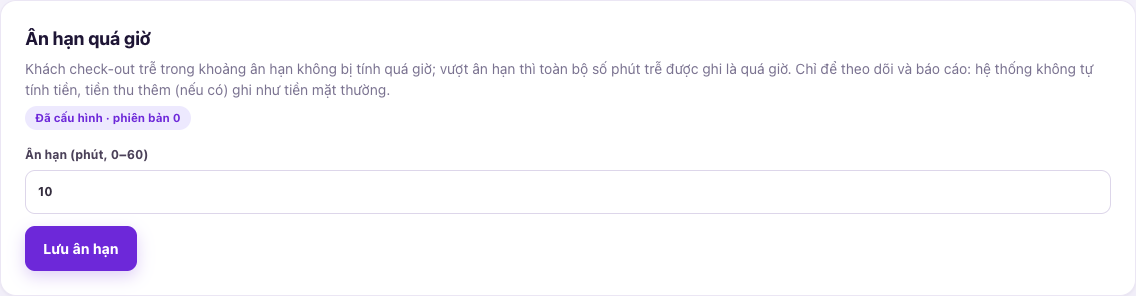 Ân hạn quá giờ
Khách check-out trễ trong khoảng ân hạn không bị tính quá giờ; vượt ân hạn thì toàn bộ số phút trễ được ghi là quá giờ. Chỉ để theo dõi và báo cáo: hệ thống không tự
tính tiền, tiền thu thêm (nếu có) ghi như tiền mặt thường.
Đã cấu hình · phiên bản 0
Ân hạn (phút, 0–60)
10
Lưu ân hạn